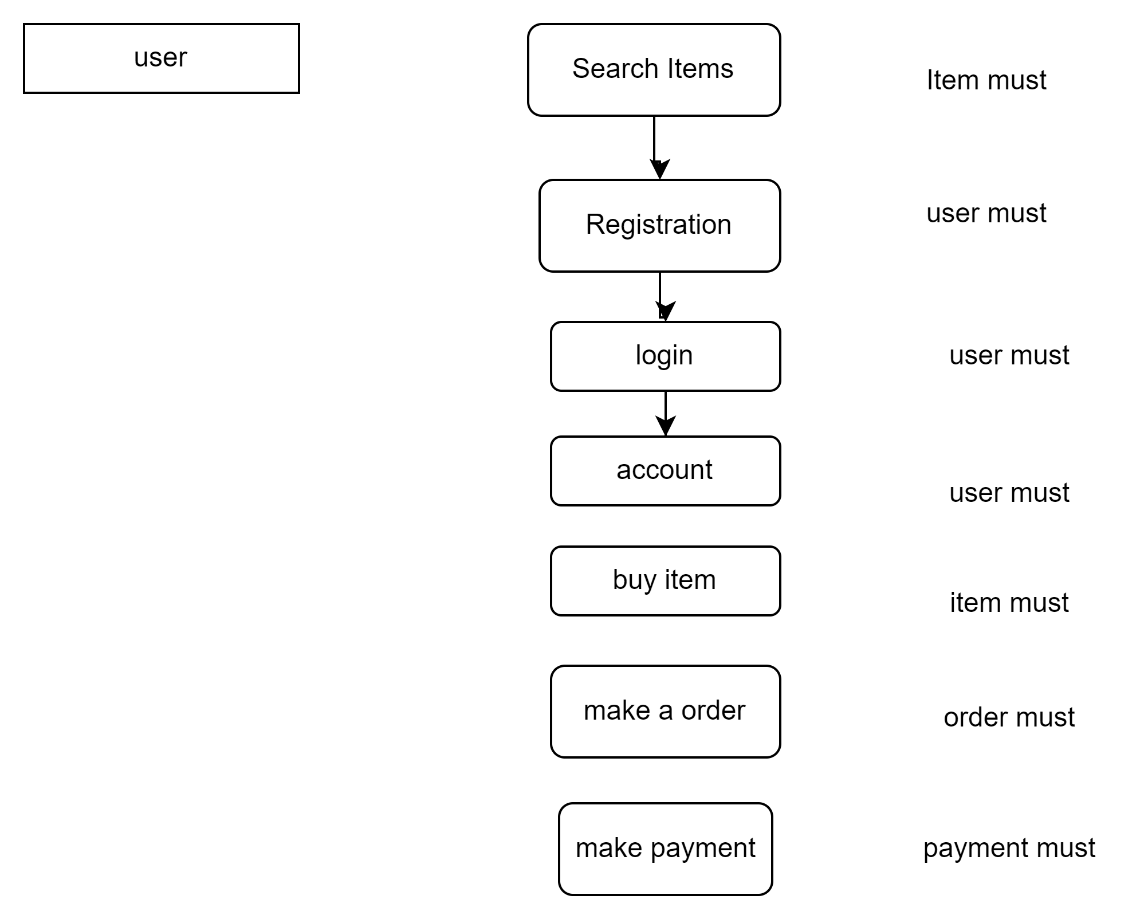 user
Search Items
Item must
Registration
user must
login
user must
account
user must
buy item
item must
make a order
order must
make payment
payment must